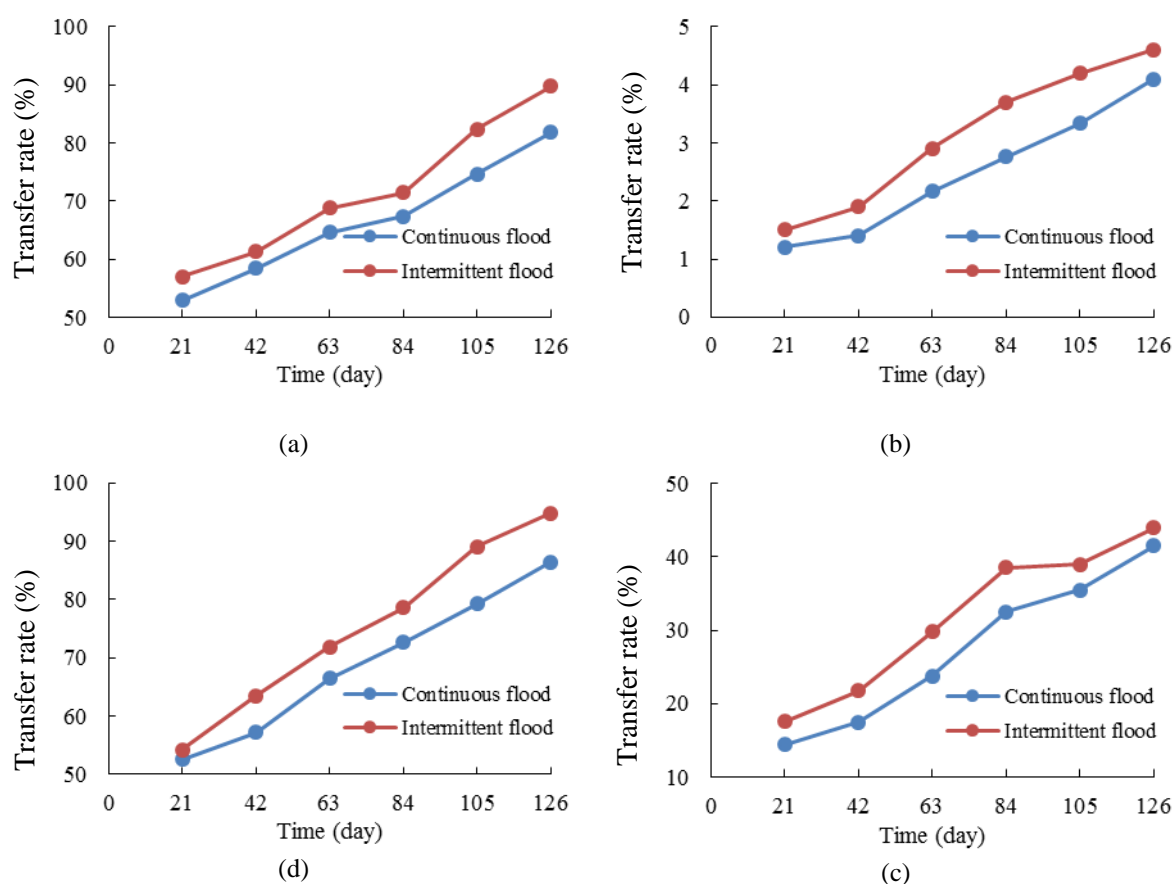 Transfer rate (%)
100
90
80
70
60
50
Continuous flood
Intermittent flood
0 21 42 63 84 105 126
Time (day)
(a)
Transfer rate (%)
5
4
3
2
1
0
Continuous flood
Intermittent flood
0 21 42 63 84 105 126
Time (day)
(b)
Transfer rate (%)
100
90
80
70
60
50
Continuous flood
Intermittent flood
0 21 42 63 84 105 126
Time (day)
(d)
Transfer rate (%)
50
40
30
20
10
Continuous flood
Intermittent flood
0 21 42 63 84 105 126
Time (day)
(c)